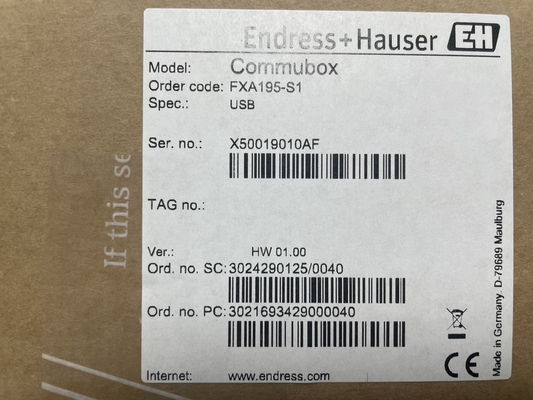 Endress+Hauser EH
Model: Commubox
Order code: FXA195-S1
Spec.: USB
Ser. no.: X50019010AF
TAG no.:
Ver.: HW 01.00
Ord. no. SC: 3024290125/0040
Ord. no. PC: 3021693429000040
Internet: www.endress.com
Made in Germany. D-79689 Maulburg
CE
If this se